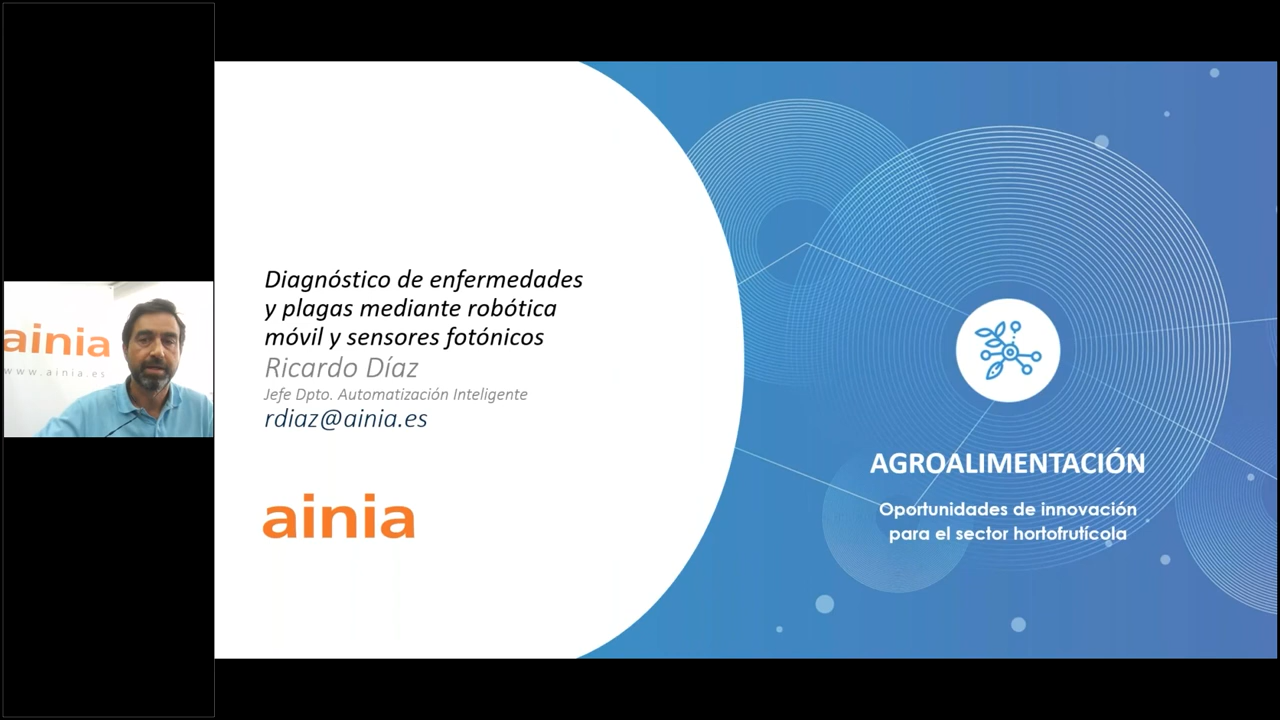 ainia
www.ainia.es
Diagnóstico de enfermedades
y plagas mediante robótica
móvil y sensores fotónicos
Ricardo Díaz
Jefe Dpto. Automatización Inteligente
rdiaz@ainia.es
ainia
AGROALIMENTACIÓN
Oportunidades de innovación
para el sector hortofrutícola